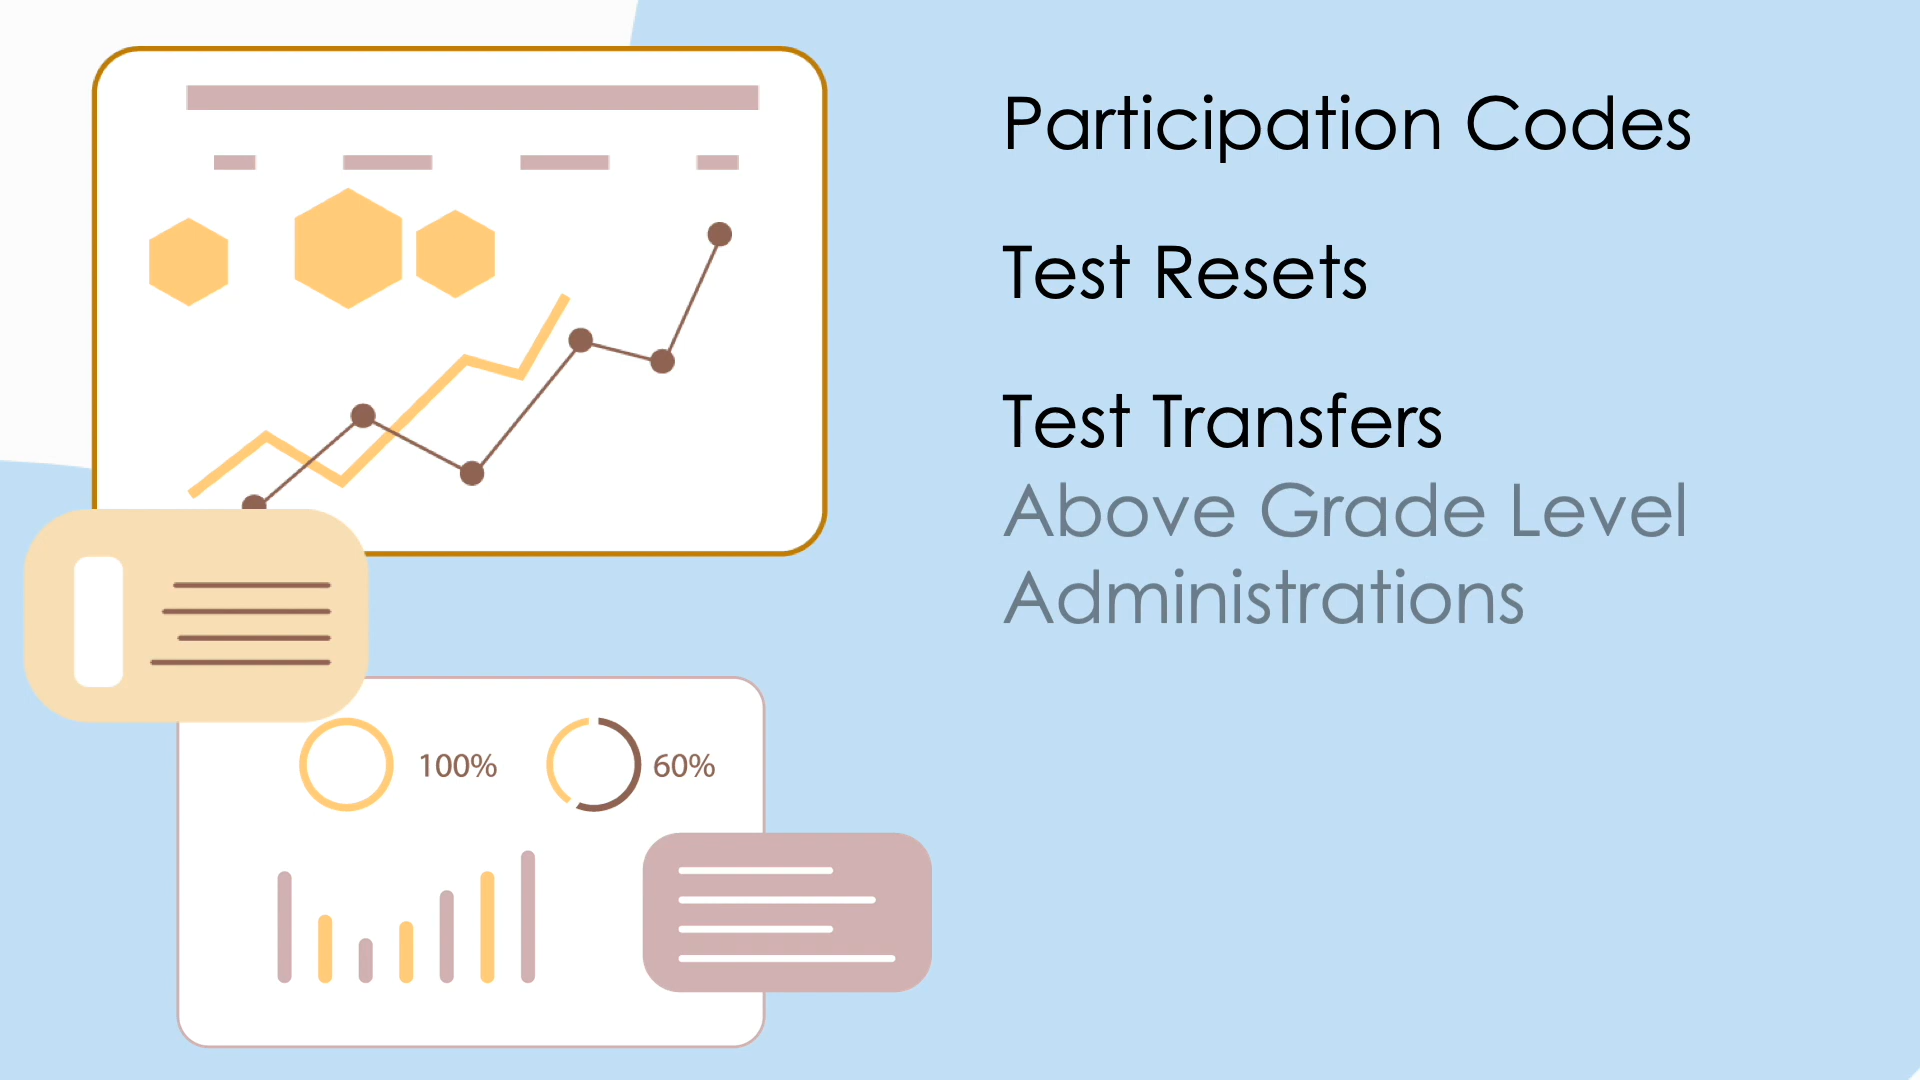 Participation Codes
Test Resets
Test Transfers
Above Grade Level
Administrations
100%
60%